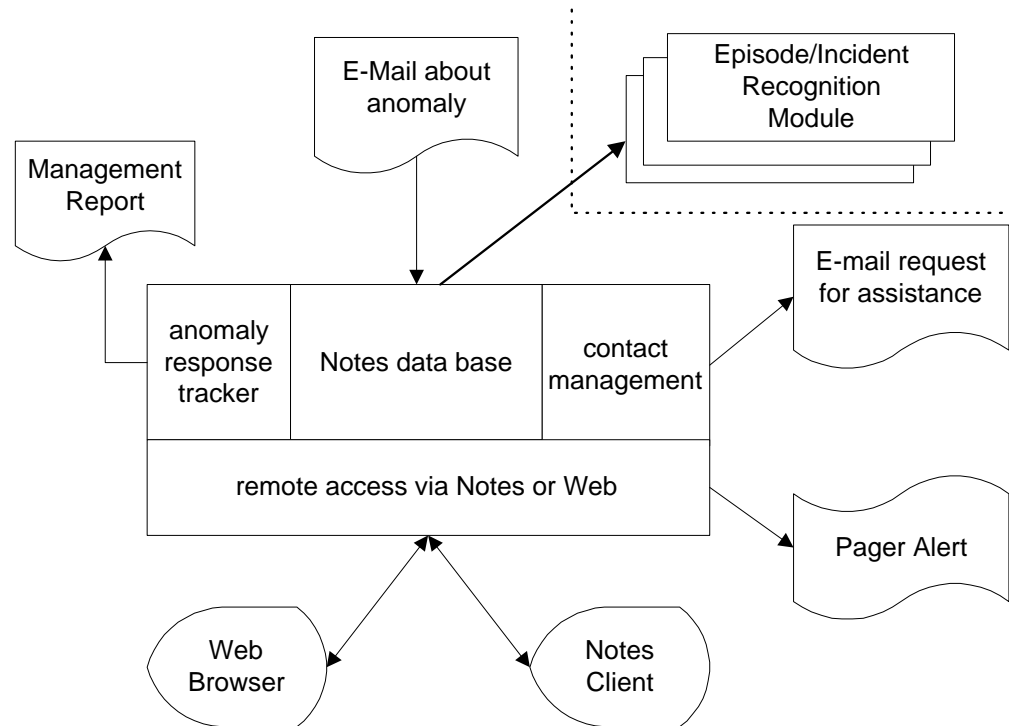 E-Mail about
anomaly
Episode/Incident
Recognition
Module
Management
Report
E-mail request
for assistance
anomaly
response
tracker
Notes data base
contact
management
remote access via Notes or Web
Pager Alert
Web
Browser
Notes
Client